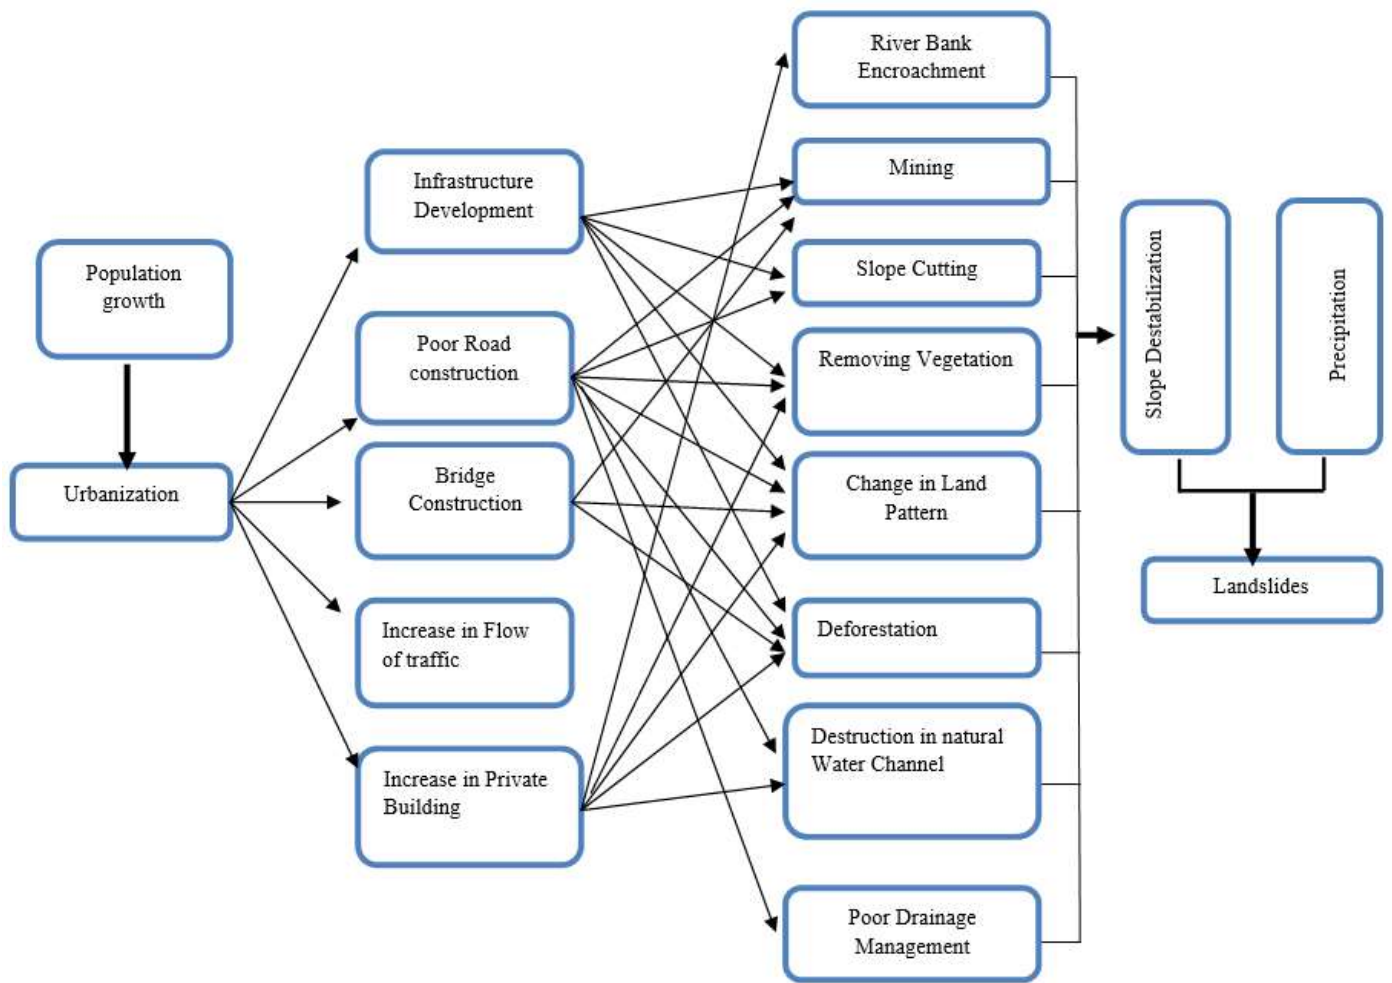 Population
growth
Urbanization
Infrastructure
Development
Poor Road
construction
Bridge
Construction
Increase in Flow
of traffic
Increase in Private
Building
River Bank
Encroachment
Mining
Slope Cutting
Removing Vegetation
Change in Land
Pattern
Deforestation
Destruction in natural
Water Channel
Poor Drainage
Management
Slope Destabilization
Precipitation
Landslides